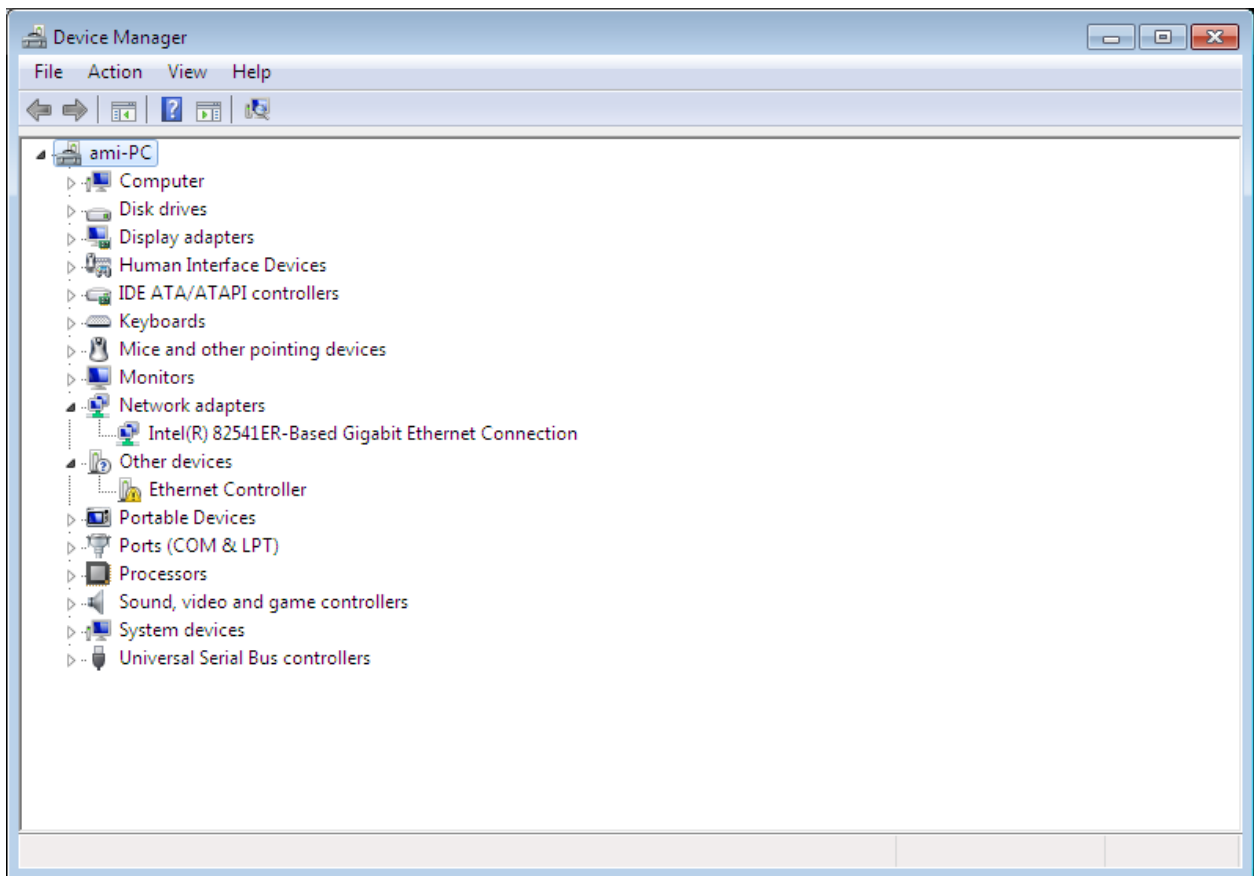 Device Manager
File Action View Help
ami-PC
Computer
Disk drives
Display adapters
Human Interface Devices
IDE ATA/ATAPI controllers
Keyboards
Mice and other pointing devices
Monitors
Network adapters
Intel(R) 82541ER-Based Gigabit Ethernet Connection
Other devices
Ethernet Controller
Portable Devices
Ports (COM & LPT)
Processors
Sound, video and game controllers
System devices
Universal Serial Bus controllers